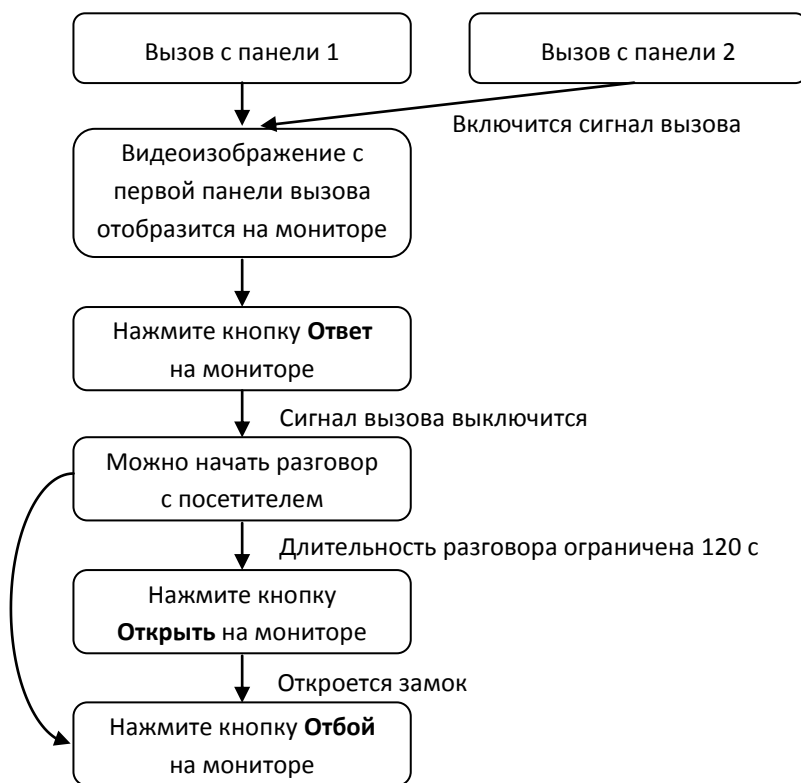 Вызов с панели 1
Вызов с панели 2
Включится сигнал вызова
Видеоизображение с
первой панели вызова
отобразится на мониторе
Нажмите кнопку Ответ
на мониторе
Сигнал вызова выключится
Можно начать разговор
с посетителем
Длительность разговора ограничена 120 с
Нажмите кнопку
Открыть на мониторе
Откроется замок
Нажмите кнопку Отбой
на мониторе